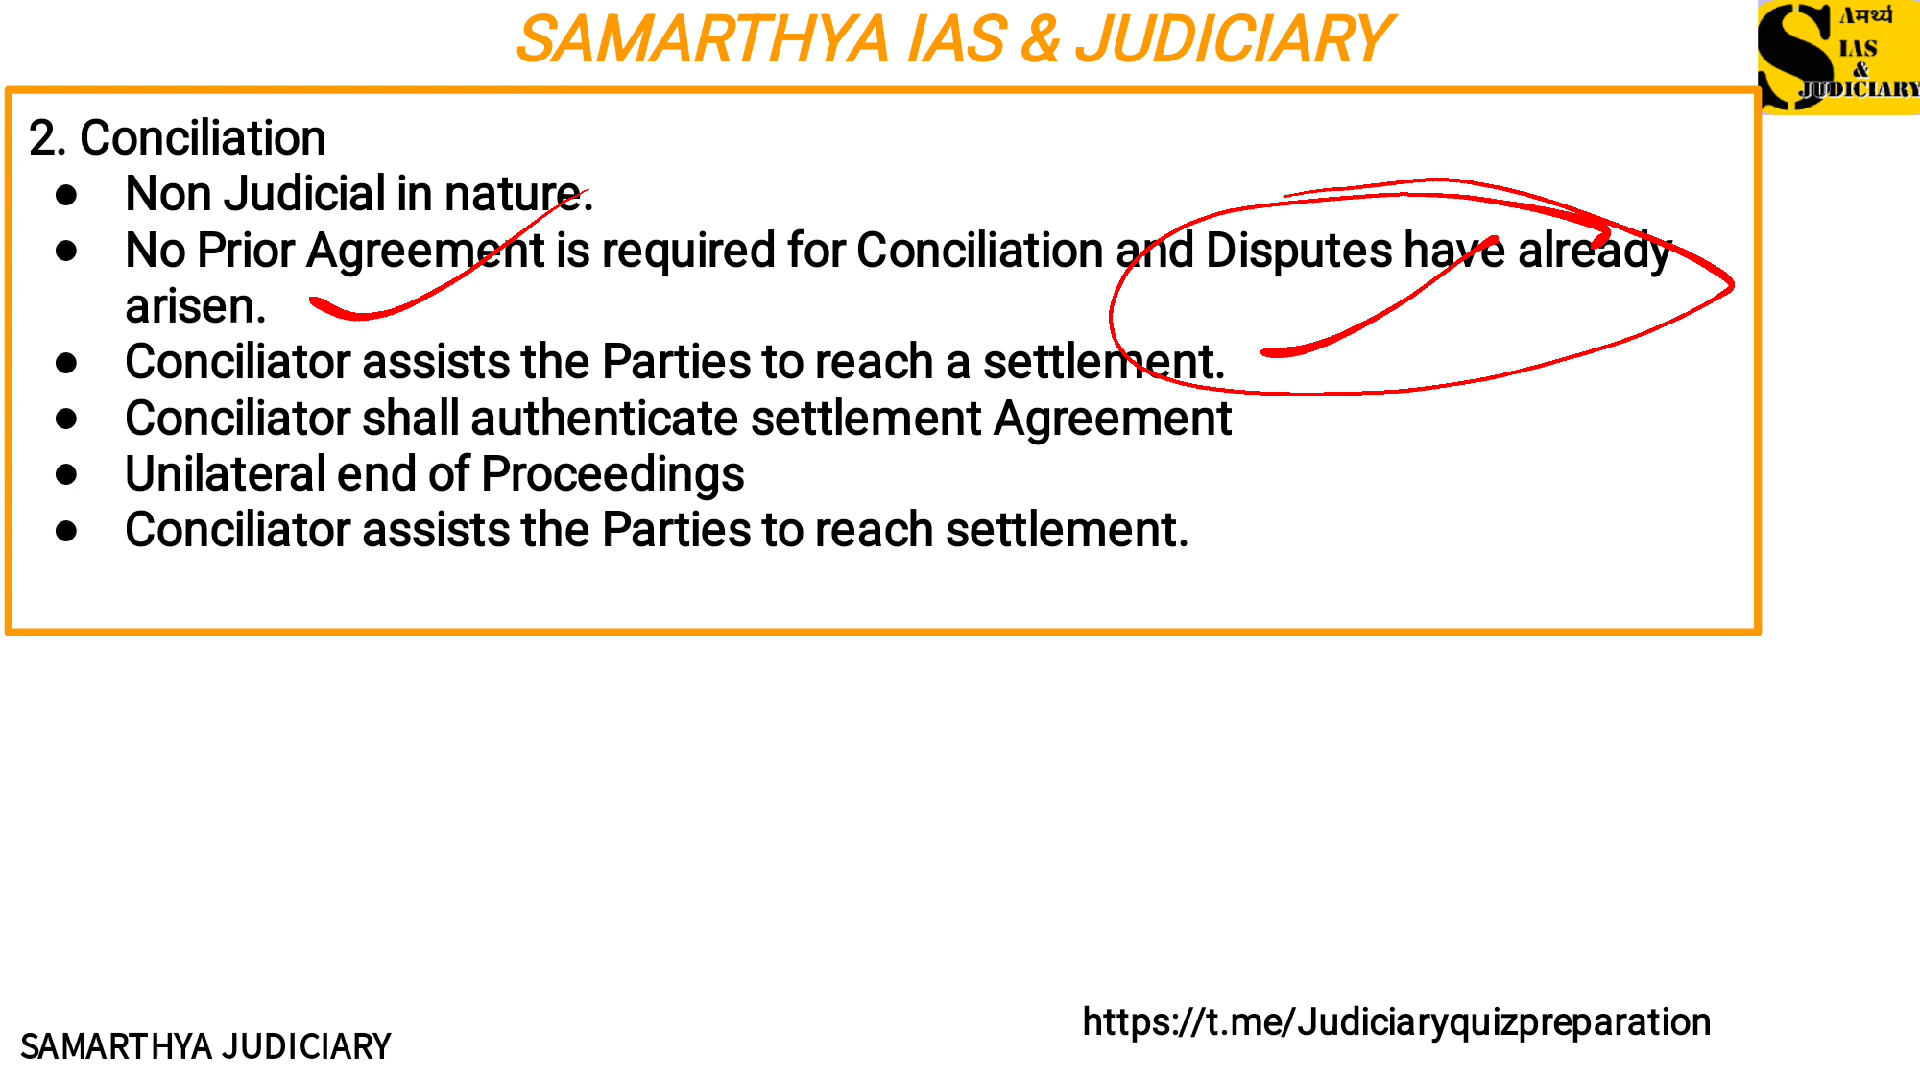 SAMARTHYA IAS & JUDICIARY
Λमर्थ्य
IΛS
&
JUDICIARY
2. Conciliation
● Non Judicial in nature.
● No Prior Agreement is required for Conciliation and Disputes have already
arisen.
● Conciliator assists the Parties to reach a settlement.
● Conciliator shall authenticate settlement Agreement
● Unilateral end of Proceedings
● Conciliator assists the Parties to reach settlement.
https://t.me/Judiciaryquizpreparation
SAMARTHYA JUDICIARY